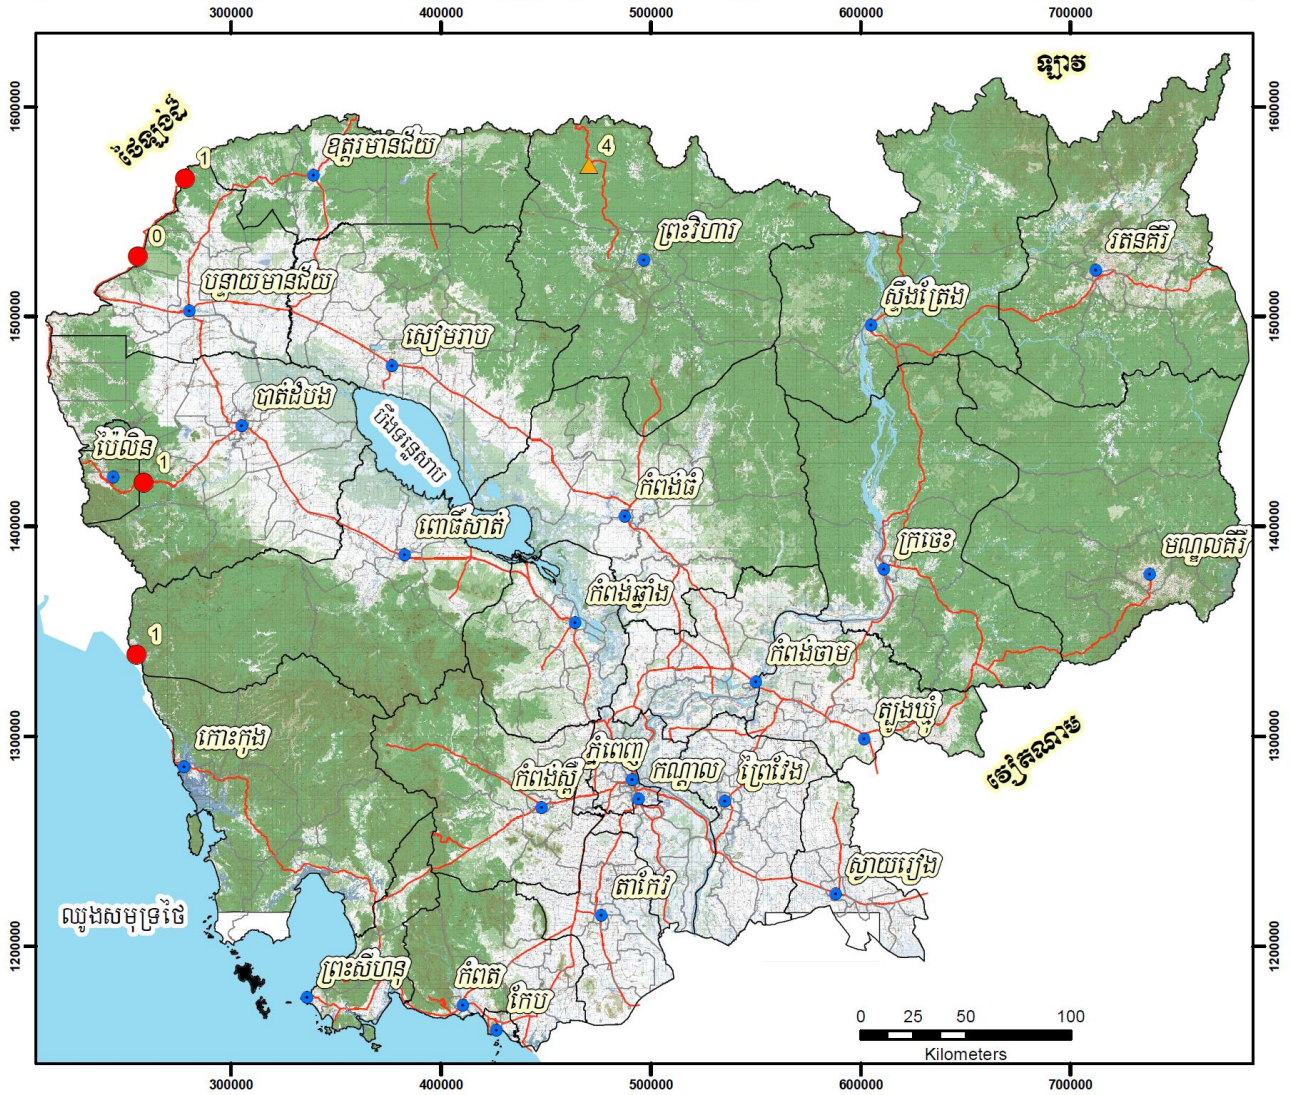 300000
400000
500000
600000
700000
ឡាវ
ថៃឡង់ដ៍
1600000
1600000
ឧត្តរមានជ័យ
4
1
0
ព្រះវិហារ
រតនគិរី
បន្ទាយមានជ័យ
ស្ទឹងត្រែង
1500000
1500000
សៀមរាប
បាត់ដំបង
បឹងទន្លេសាប
ប៉ៃលិន
1
កំពង់ធំ
1400000
1400000
ពោធិ៍សាត់
ក្រចេះ
មណ្ឌលគិរី
កំពង់ឆ្នាំង
1
កំពង់ចាម
ត្បូងឃ្មុំ
វៀតណាម
1300000
1300000
កោះកុង
ភ្នំពេញ
កំពង់ស្ពឺ
កណ្តាល
ព្រៃវែង
ស្វាយរៀង
តាកែវ
ឈូងសមុទ្រថៃ
1200000
1200000
ព្រះសីហនុ
កំពត
កែប
0
25
50
100
Kilometers
300000
400000
500000
600000
700000